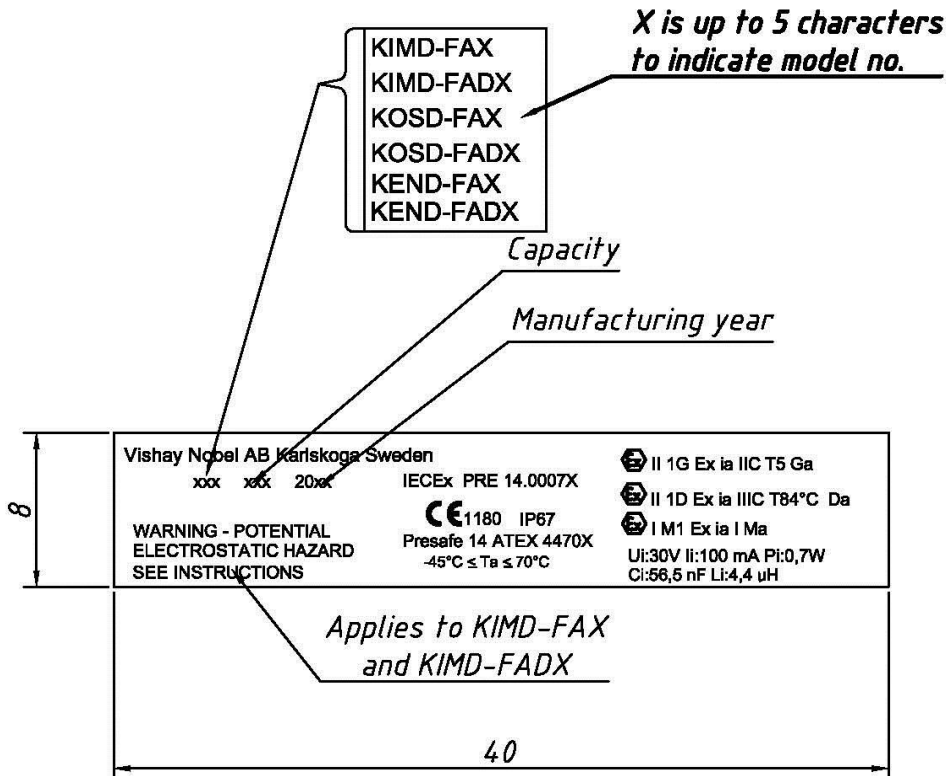 X is up to 5 characters
to indicate model no.
KIMD-FAX
KIMD-FADX
KOSD-FAX
KOSD-FADX
KEND-FAX
KEND-FADX
Capacity
Manufacturing year
8
Vishay Nobel AB Karlskoga Sweden
xxx xxx 20xx
WARNING - POTENTIAL
ELECTROSTATIC HAZARD
SEE INSTRUCTIONS
IECEx PRE 14.0007X
CE 1180 IP67
Presafe 14 ATEX 4470X
-45°C ≤ Ta ≤ 70°C
Ex II 1G Ex ia IIC T5 Ga
Ex II 1D Ex ia IIIC T84°C Da
Ex I M1 Ex ia I Ma
Ui:30V Ii:100 mA Pi:0,7W
Ci:56,5 nF Li:4,4 µH
Applies to KIMD-FAX
and KIMD-FADX
40